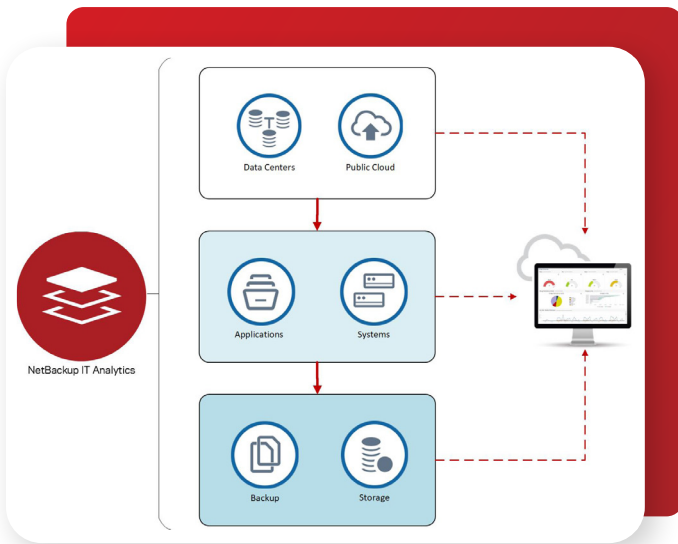 Data Centers
Public Cloud
Applications
Systems
NetBackup IT Analytics
Backup
Storage